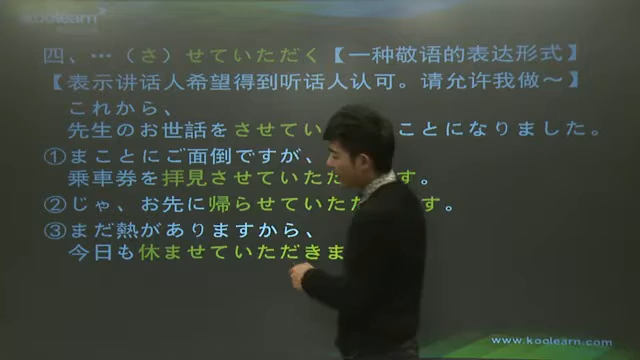 koolearn
四、…（さ）せていただく【一种敬语的表达形式】
【表示讲话人希望得到听话人认可。请允许我做～】
これから、
先生のお世話をさせてい ことになりました。
①まことにご面倒ですが、
乗車券を拝見させていただ す。
②じゃ、お先に帰らせていただ す。
③まだ熱がありますから、
今日も休ませていただきま
www.koolearn.com